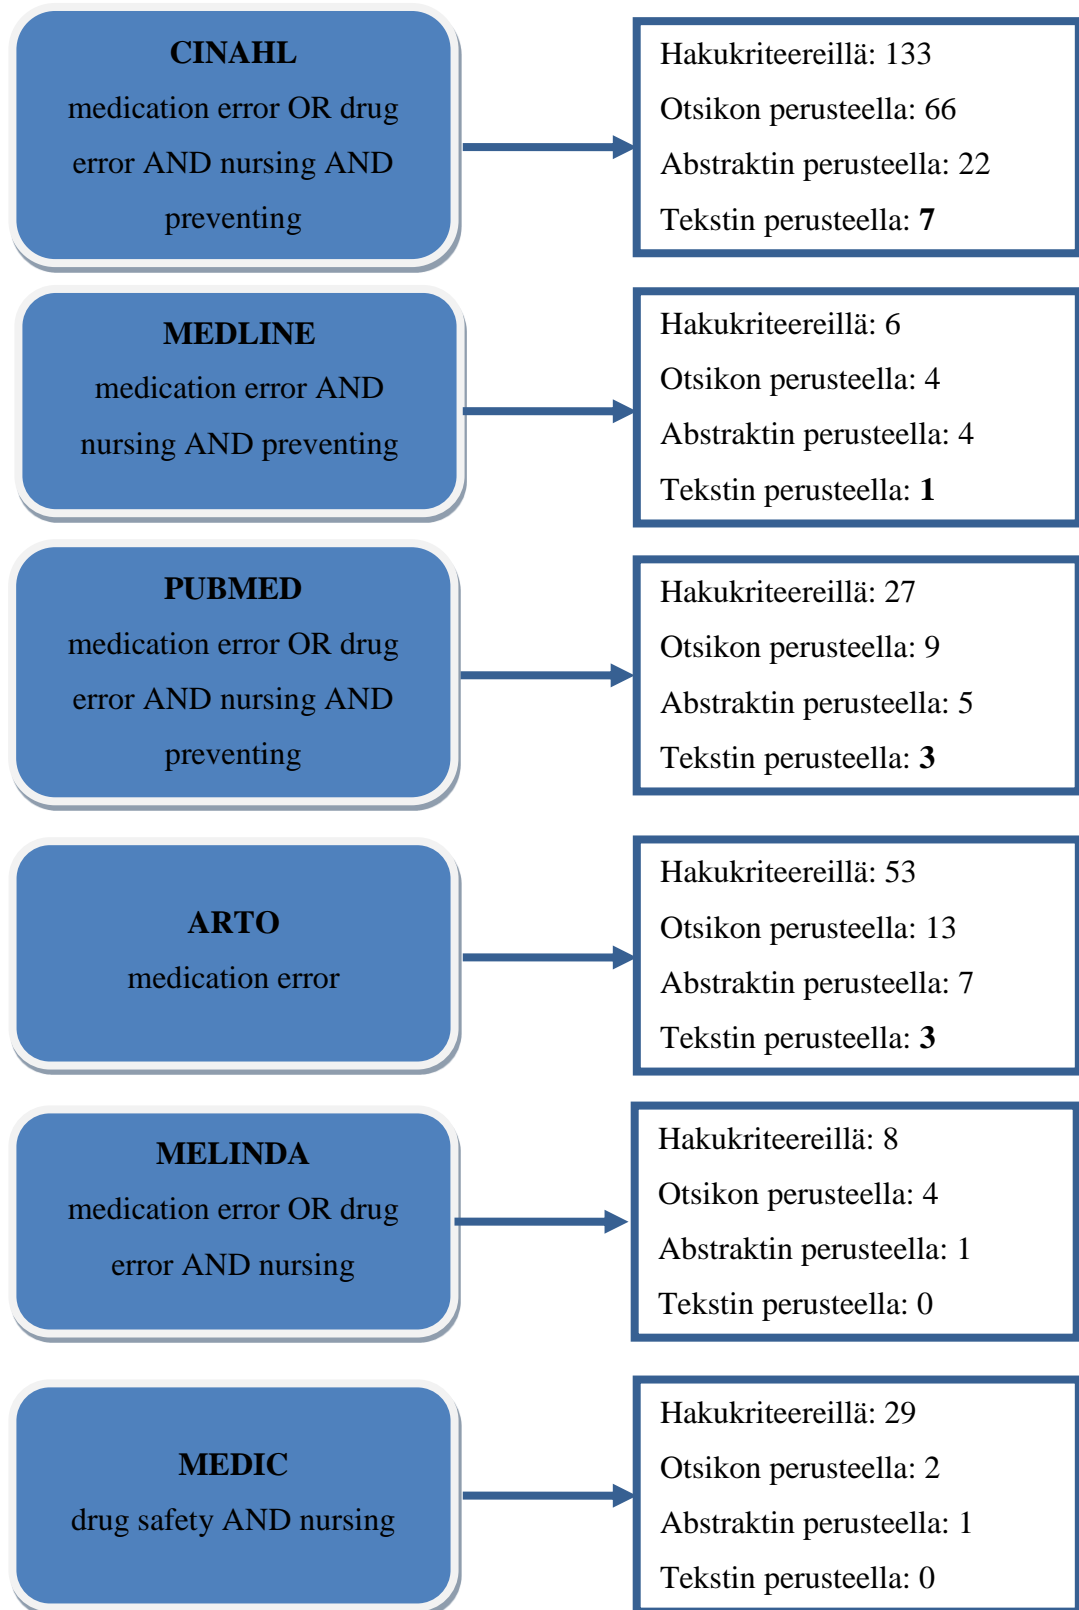 CINAHL
medication error OR drug
error AND nursing AND
preventing
Hakukriteereillä: 133
Otsikon perusteella: 66
Abstraktin perusteella: 22
Tekstin perusteella: 7
MEDLINE
medication error AND
nursing AND preventing
Hakukriteereillä: 6
Otsikon perusteella: 4
Abstraktin perusteella: 4
Tekstin perusteella: 1
PUBMED
medication error OR drug
error AND nursing AND
preventing
Hakukriteereillä: 27
Otsikon perusteella: 9
Abstraktin perusteella: 5
Tekstin perusteella: 3
ARTO
medication error
Hakukriteereillä: 53
Otsikon perusteella: 13
Abstraktin perusteella: 7
Tekstin perusteella: 3
MELINDA
medication error OR drug
error AND nursing
Hakukriteereillä: 8
Otsikon perusteella: 4
Abstraktin perusteella: 1
Tekstin perusteella: 0
MEDIC
drug safety AND nursing
Hakukriteereillä: 29
Otsikon perusteella: 2
Abstraktin perusteella: 1
Tekstin perusteella: 0